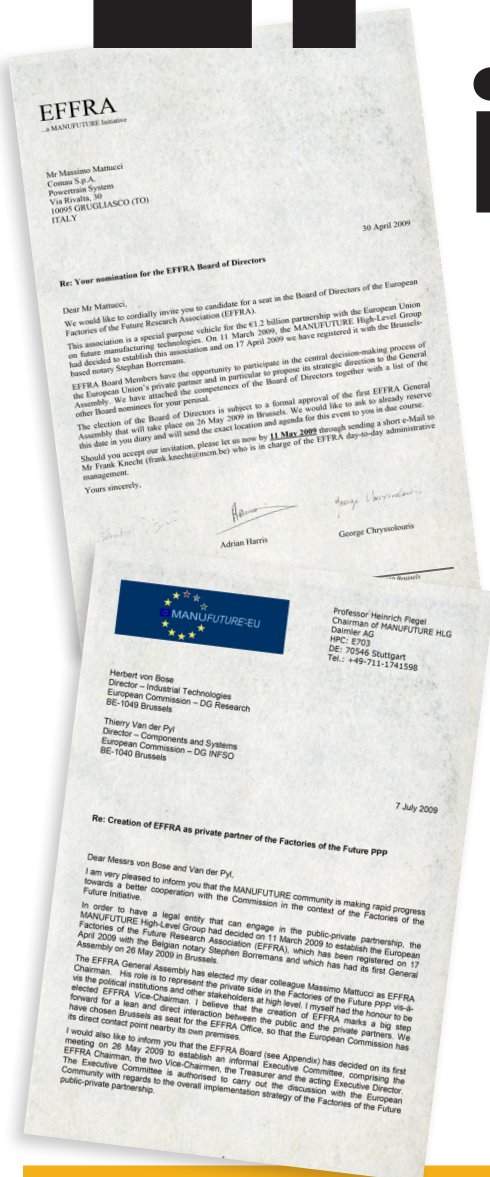 EFFRA
...a MANUFUTURE Initiative
Mr Massimo Mattucci
Comau S.p.A.
Powertrain System
Via Rivalta, 30
10095 GRUGLIASCO (TO)
ITALY
30 April 2009
Re: Your nomination for the EFFRA Board of Directors
Dear Mr Mattucci,
We would like to cordially invite you to candidate for a seat in the Board of Directors of the European
Factories of the Future Research Association (EFFRA).
This association is a special purpose vehicle for the €1.2 billion partnership with the European Union
on future manufacturing technologies. On 11 March 2009, the MANUFUTURE High-Level Group
had decided to establish this association and on 17 April 2009 we have registered it with the Brussels-
based notary Stephan Borremans.
EFFRA Board Members have the opportunity to participate in the central decision-making process of
the European Union's private partner and in particular to propose its strategic direction to the General
Assembly. We have attached the competences of the Board of Directors together with a list of the
other Board nominees for your perusal.
The election of the Board of Directors is subject to a formal approval of the first EFFRA General
Assembly that will take place on 26 May 2009 in Brussels. We would like to ask to already reserve
this date in you diary and will send the exact location and agenda for this event to you in due course.
Should you accept our invitation, please let us now by 11 May 2009 through sending a short e-Mail to
Mr Frank Knecht (frank.knecht@mcm.be) who is in charge of the EFFRA day-to-day administrative
management.
Yours sincerely,
Adrian Harris
George Chryssolouris
Brussels
MANUFUTURE-EU
Professor Heinrich Flegel
Chairman of MANUFUTURE HLG
Daimler AG
HPC: E703
DE: 70546 Stuttgart
Tel.: +49-711-1741598
Herbert von Bose
Director – Industrial Technologies
European Commission – DG Research
BE-1049 Brussels
Thierry Van der Pyl
Director – Components and Systems
European Commission – DG INFSO
BE-1040 Brussels
7 July 2009
Re: Creation of EFFRA as private partner of the Factories of the Future PPP
Dear Messrs von Bose and Van der Pyl,
I am very pleased to inform you that the MANUFUTURE community is making rapid progress
towards a better cooperation with the Commission in the context of the Factories of the
Future Initiative.
In order to have a legal entity that can engage in the public-private partnership, the
MANUFUTURE High-Level Group had decided on 11 March 2009 to establish the European
Factories of the Future Research Association (EFFRA), which has been registered on 17
April 2009 with the Belgian notary Stephen Borremans and which has had its first General
Assembly on 26 May 2009 in Brussels.
The EFFRA General Assembly has elected my dear colleague Massimo Mattucci as EFFRA
Chairman. His role is to represent the private side in the Factories of the Future PPP vis-à-
vis the political institutions and other stakeholders at high level. I myself had the honour to be
elected EFFRA Vice-Chairman. I believe that the creation of EFFRA marks a big step
forward for a lean and direct interaction between the public and the private partners. We
have chosen Brussels as seat for the EFFRA Office, so that the European Commission has
its direct contact point nearby its own premises.
I would also like to inform you that the EFFRA Board (see Appendix) has decided on its first
meeting on 26 May 2009 to establish an informal Executive Committee, comprising the
EFFRA Chairman, the two Vice-Chairmen, the Treasurer and the acting Executive Director.
The Executive Committee is authorised to carry out the discussion with the European
Community with regards to the overall implementation strategy of the Factories of the Future
public-private partnership.